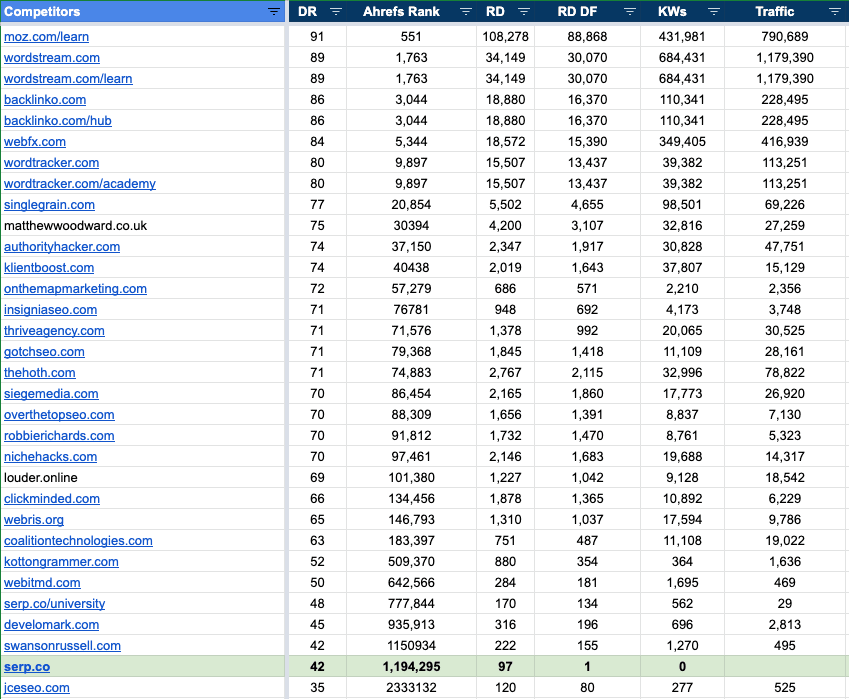 Competitors DR Ahrefs Rank RD RD DF KWs Traffic
moz.com/learn 91 551 108,278 88,868 431,981 790,689
wordstream.com 89 1,763 34,149 30,070 684,431 1,179,390
wordstream.com/learn 89 1,763 34,149 30,070 684,431 1,179,390
backlinko.com 86 3,044 18,880 16,370 110,341 228,495
backlinko.com/hub 86 3,044 18,880 16,370 110,341 228,495
webfx.com 84 5,344 18,572 15,390 349,405 416,939
wordtracker.com 80 9,897 15,507 13,437 39,382 113,251
wordtracker.com/academy 80 9,897 15,507 13,437 39,382 113,251
singlegrain.com 77 20,854 5,502 4,655 98,501 69,226
matthewwoodward.co.uk 75 30394 4,200 3,107 32,816 27,259
authorityhacker.com 74 37,150 2,347 1,917 30,828 47,751
klientboost.com 74 40438 2,019 1,643 37,807 15,129
onthemapmarketing.com 72 57,279 686 571 2,210 2,356
insigniaseo.com 71 76781 948 692 4,173 3,748
thriveagency.com 71 71,576 1,378 992 20,065 30,525
gotchseo.com 71 79,368 1,845 1,418 11,109 28,161
thehoth.com 71 74,883 2,767 2,115 32,996 78,822
siegemedia.com 70 86,454 2,165 1,860 17,773 26,920
overthetopseo.com 70 88,309 1,656 1,391 8,837 7,130
robbierichards.com 70 91,812 1,732 1,470 8,761 5,323
nichehacks.com 70 97,461 2,146 1,683 19,688 14,317
louder.online 69 101,380 1,227 1,042 9,128 18,542
clickminded.com 66 134,456 1,878 1,365 10,892 6,229
webris.org 65 146,793 1,310 1,037 17,594 9,786
coalitiontechnologies.com 63 183,397 751 487 11,108 19,022
kottongrammer.com 52 509,370 880 354 364 1,636
webitmd.com 50 642,566 284 181 1,695 469
serp.co/university 48 777,844 170 134 562 29
develomark.com 45 935,913 316 196 696 2,813
swansonrussell.com 42 1150934 222 155 1,270 495
serp.co 42 1,194,295 97 1 0
jceseo.com 35 2333132 120 80 277 525